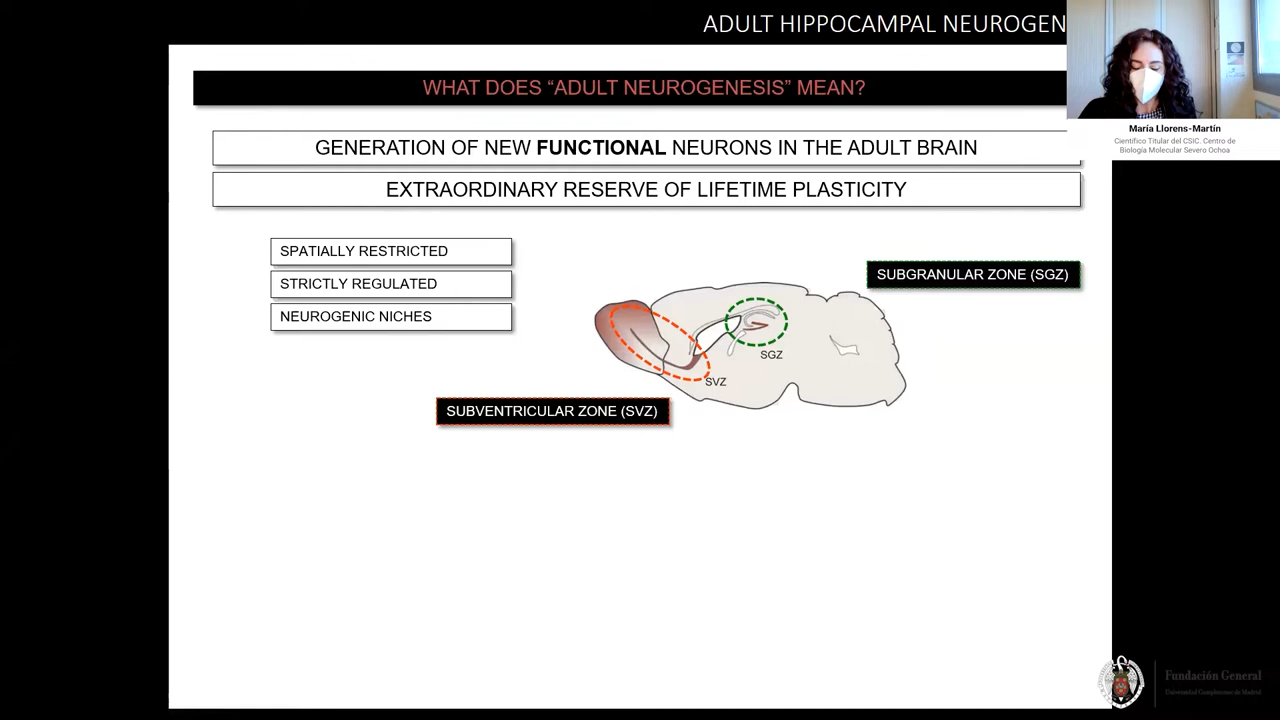 ADULT HIPPOCAMPAL NEUROGEN
WHAT DOES “ADULT NEUROGENESIS” MEAN?
María Llorens-Martín
Científico Titular del CSIC. Centro de
Biología Molecular Severo Ochoa
GENERATION OF NEW FUNCTIONAL NEURONS IN THE ADULT BRAIN
EXTRAORDINARY RESERVE OF LIFETIME PLASTICITY
SPATIALLY RESTRICTED
STRICTLY REGULATED
NEUROGENIC NICHES
SUBGRANULAR ZONE (SGZ)
SGZ
SVZ
SUBVENTRICULAR ZONE (SVZ)
Fundación General
Universidad Complutense de Madrid